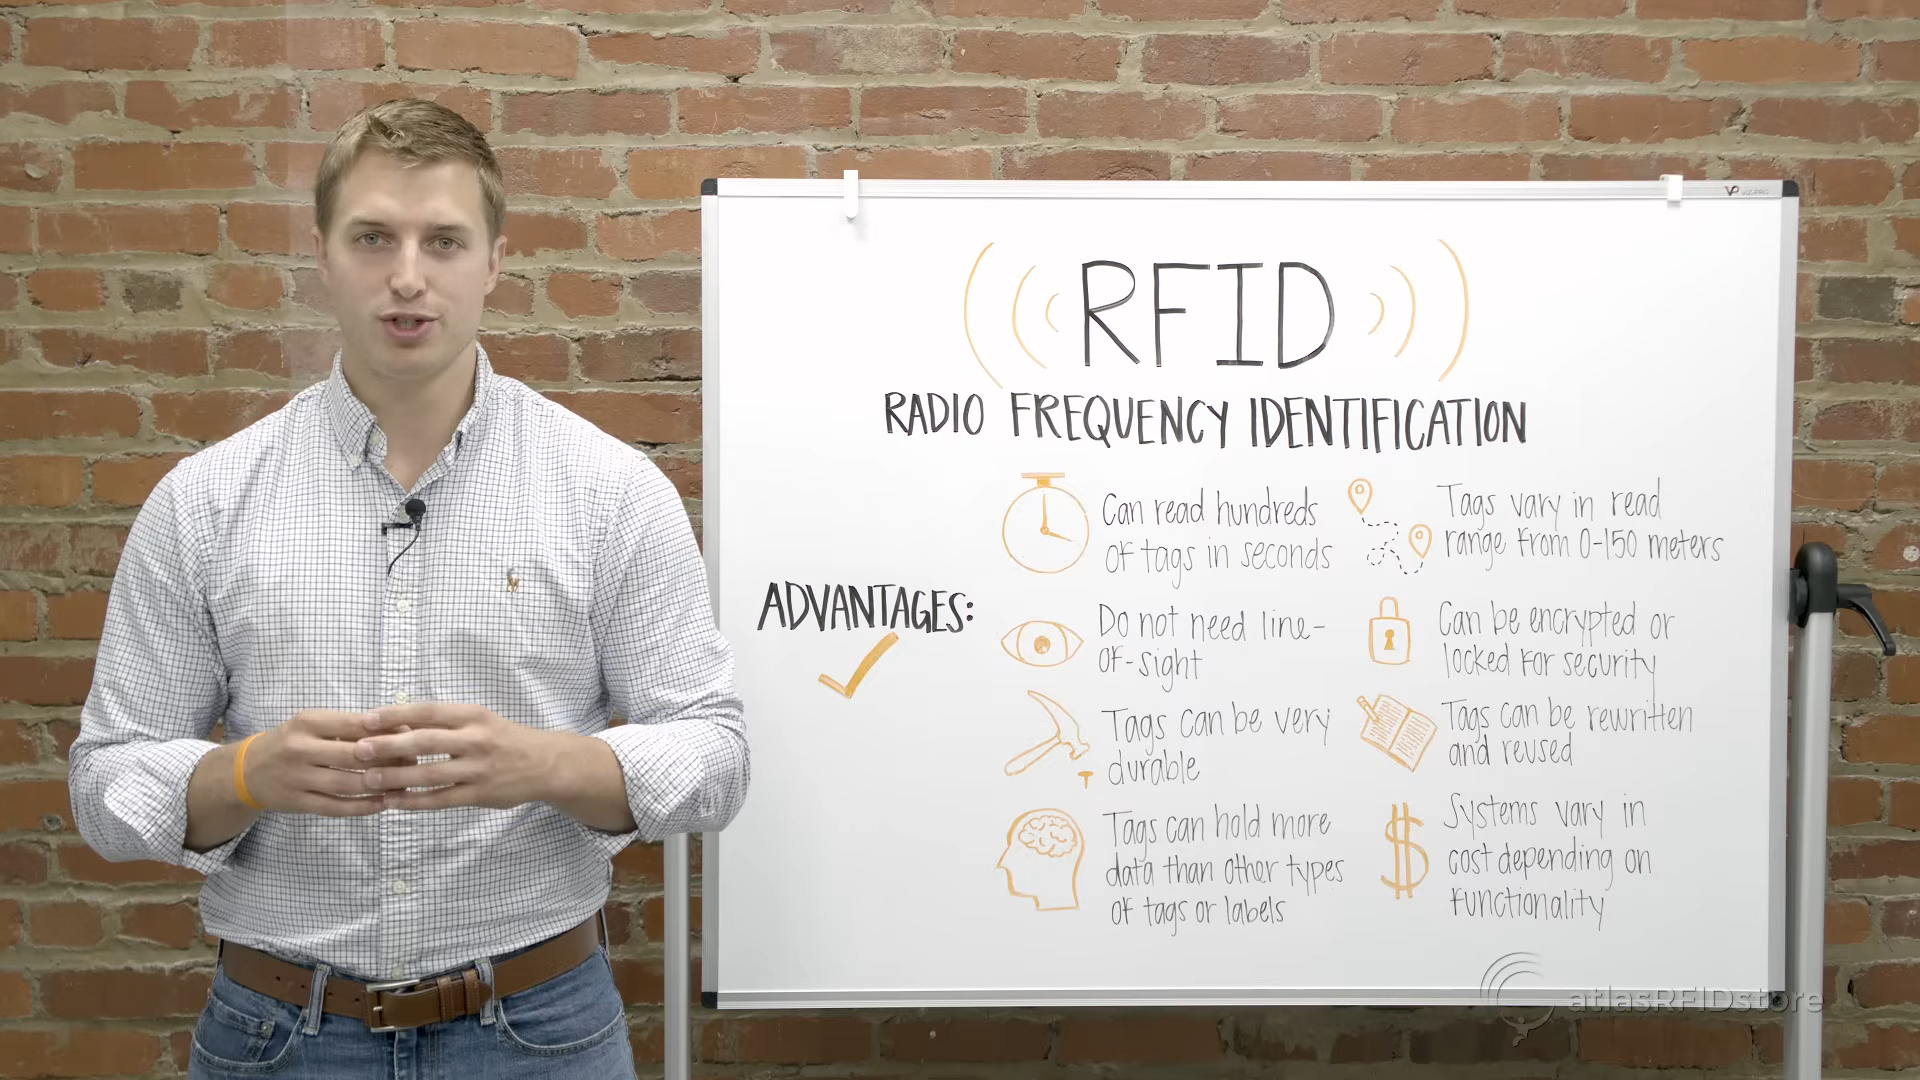 VIZ-PRO
RFID
RADIO FREQUENCY IDENTIFICATION
ADVANTAGES:
Can read hundreds
of tags in seconds
Do not need line-
of-sight
Tags can be very
durable
Tags can hold more
data than other types
of tags or labels
Tags vary in read
range from 0-150 meters
Can be encrypted or
locked for security
Tags can be rewritten
and reused
Systems vary in
cost depending on
functionality
atlasRFIDstore